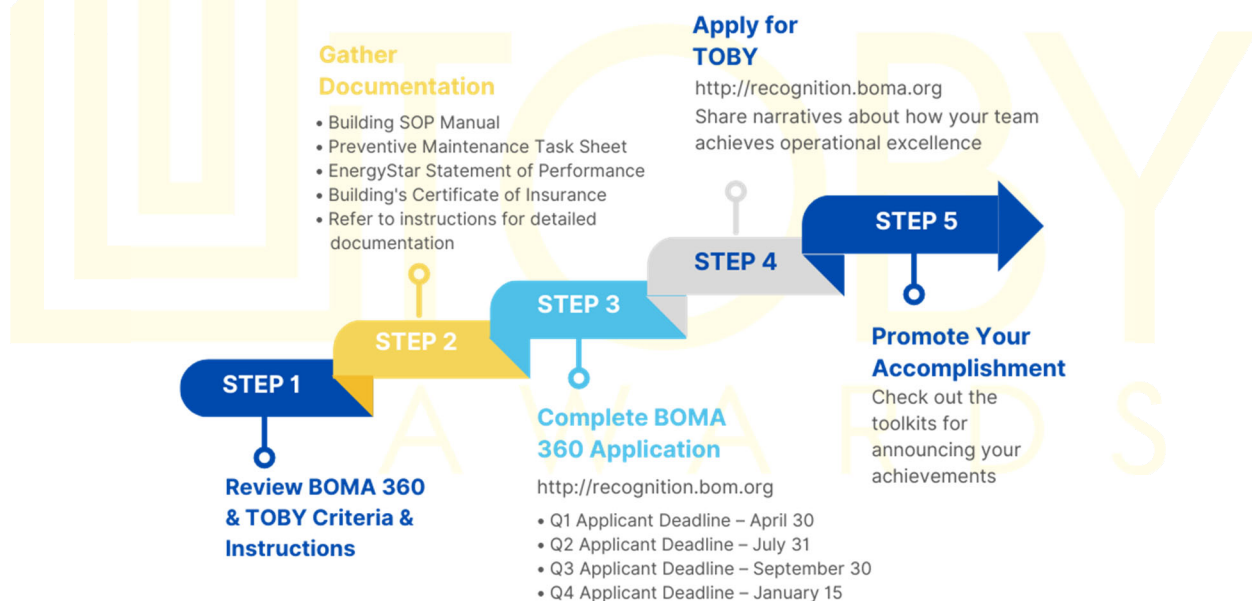 TOBY
AWARDS
STEP 1
Review BOMA 360
& TOBY Criteria &
Instructions
Gather
Documentation
• Building SOP Manual
• Preventive Maintenance Task Sheet
• EnergyStar Statement of Performance
• Building's Certificate of Insurance
• Refer to instructions for detailed
documentation
STEP 2
STEP 3
Complete BOMA
360 Application
http://recognition.bom.org
• Q1 Applicant Deadline – April 30
• Q2 Applicant Deadline – July 31
• Q3 Applicant Deadline – September 30
• Q4 Applicant Deadline – January 15
Apply for
TOBY
http://recognition.boma.org
Share narratives about how your team
achieves operational excellence
STEP 4
STEP 5
Promote Your
Accomplishment
Check out the
toolkits for
announcing your
achievements